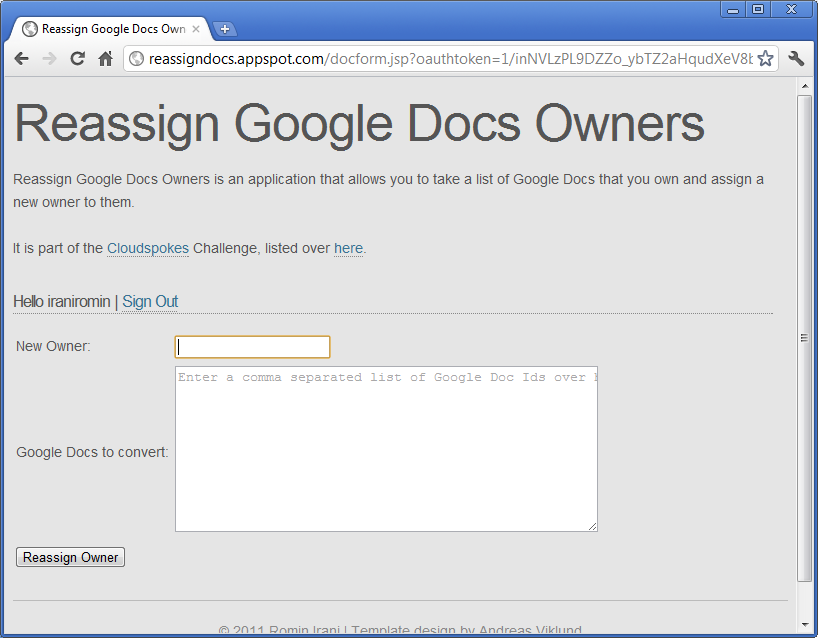 Reassign Google Docs Own
reassigndocs.appspot.com/docform.jsp?oauthtoken=1/inNVLzPL9DZZo_ybTZ2aHqudXeV8b
Reassign Google Docs Owners
Reassign Google Docs Owners is an application that allows you to take a list of Google Docs that you own and assign a
new owner to them.
It is part of the Cloudspokes Challenge, listed over here.
Hello iraniromin | Sign Out
New Owner:
Enter a comma separated list of Google Doc Ids over
Google Docs to convert:
Reassign Owner
© 2011 Romin Irani | Template design by Andreas Viklund